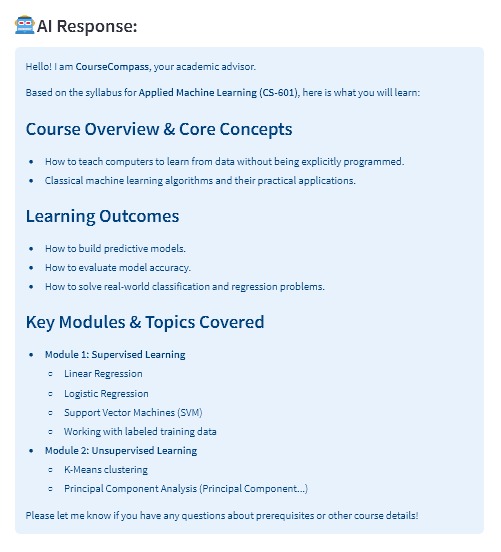 AI Response:
Hello! I am CourseCompass, your academic advisor.
Based on the syllabus for Applied Machine Learning (CS-601), here is what you will learn:
Course Overview & Core Concepts
• How to teach computers to learn from data without being explicitly programmed.
• Classical machine learning algorithms and their practical applications.
Learning Outcomes
• How to build predictive models.
• How to evaluate model accuracy.
• How to solve real-world classification and regression problems.
Key Modules & Topics Covered
• Module 1: Supervised Learning
◦ Linear Regression
◦ Logistic Regression
◦ Support Vector Machines (SVM)
◦ Working with labeled training data
• Module 2: Unsupervised Learning
◦ K-Means clustering
◦ Principal Component Analysis (Principal Component...)
Please let me know if you have any questions about prerequisites or other course details!